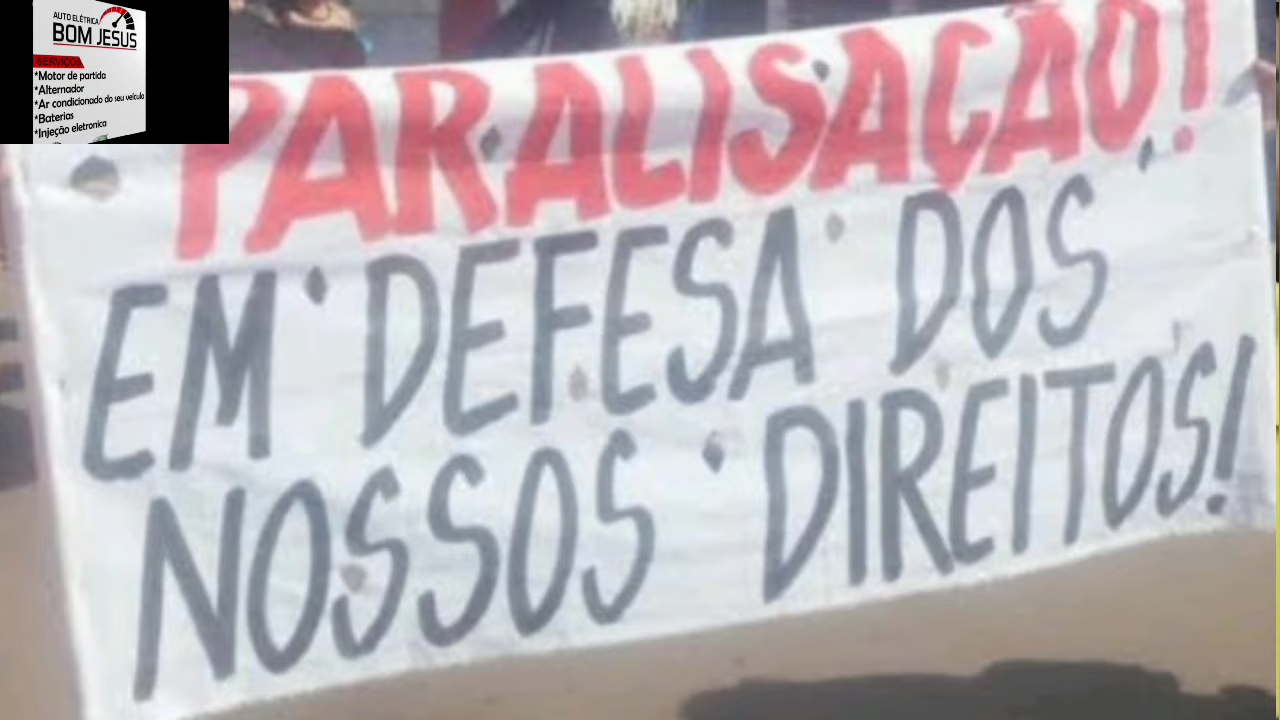 AUTO ELÉTRICA
BOM JESUS
SERVIÇOS
*Motor de partida
*Alternador
*Ar condicionado do seu veículo
*Baterias
*Injeção eletronica
PARALISAÇÃO!
EM DEFESA DOS
NOSSOS DIREITOS!